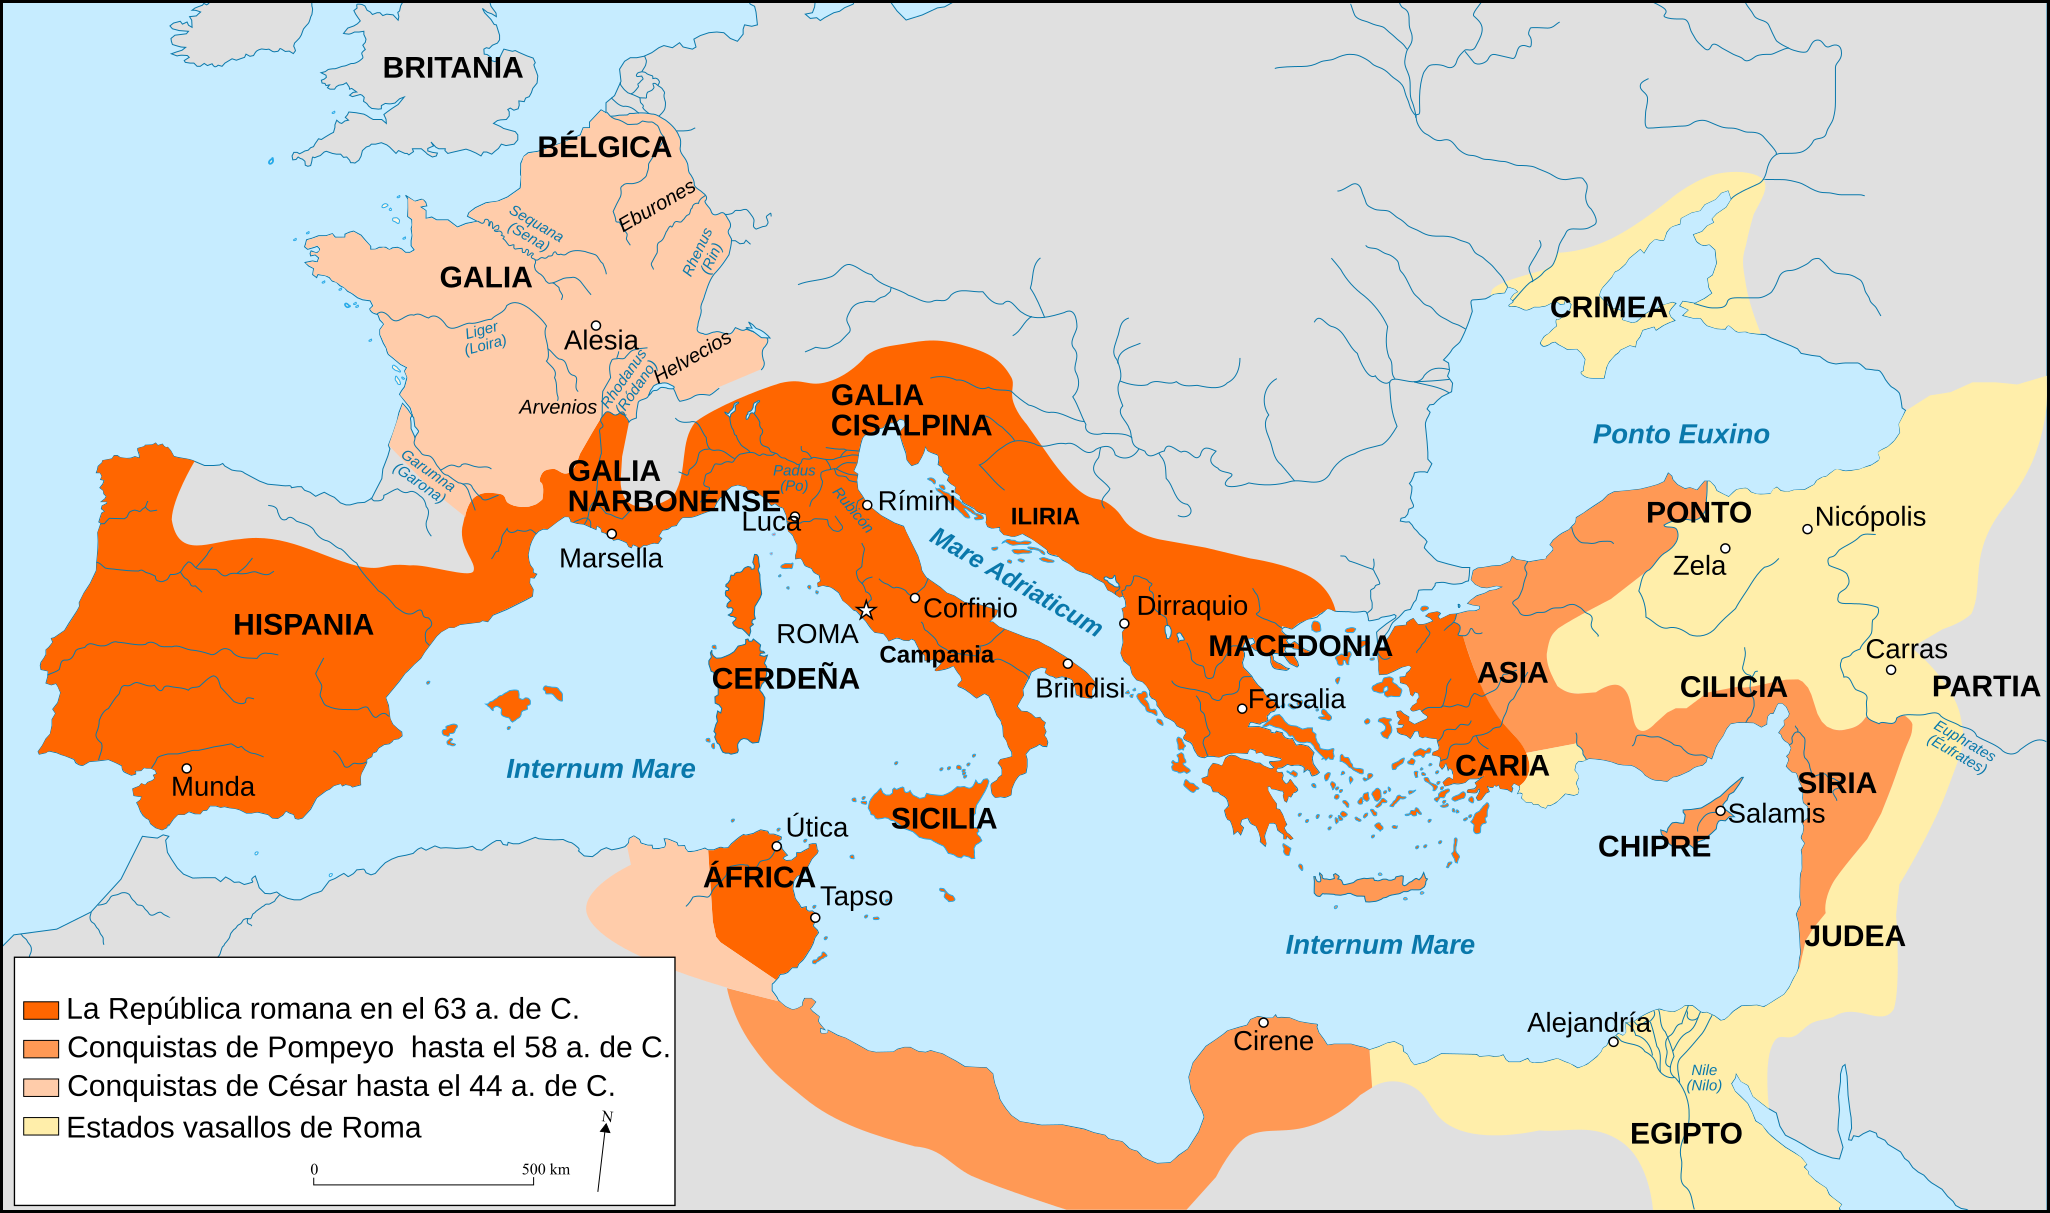 BRITANIA
BÉLGICA
Eburones
Sequana
(Sena)
Rhenus
(Rin)
GALIA
CRIMEA
Liger
(Loira)
Alesia
Helvecios
Rhodanus
(Ródano)
Arvenios
GALIA
CISALPINA
Ponto Euxino
Garumna
(Garona)
GALIA
NARBONENSE
Padus
(Po)
Rubicón
Rímini
Luca
ILIRIA
PONTO
Nicópolis
Marsella
Mare Adriaticum
Zela
HISPANIA
ROMA
Corfinio
Dirraquio
Campania
MACEDONIA
Carras
CERDEÑA
Brindisi
Farsalia
ASIA
CILICIA
PARTIA
Euphrates
(Éufrates)
Internum Mare
CARIA
SIRIA
Munda
SICILIA
Salamis
Útica
CHIPRE
ÁFRICA
Tapso
JUDEA
Internum Mare
Alejandría
Cirene
Nile
(Nilo)
EGIPTO
La República romana en el 63 a. de C.
Conquistas de Pompeyo  hasta el 58 a. de C.
Conquistas de César hasta el 44 a. de C.
Estados vasallos de Roma
N
0 500 km